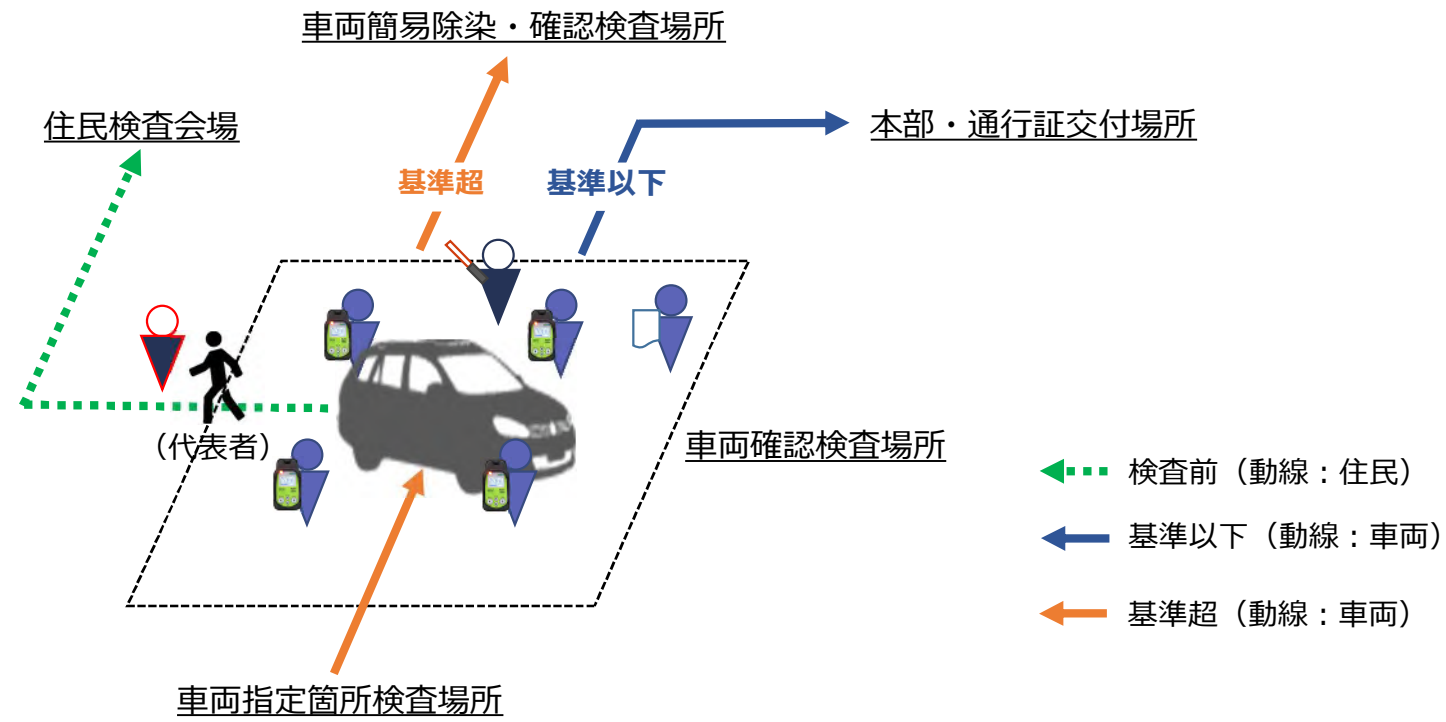 車両簡易除染・確認検査場所
住民検査会場
本部・通行証交付場所
基準超
基準以下
（代表者）
車両確認検査場所
検査前（動線：住民）
基準以下（動線：車両）
基準超（動線：車両）
車両指定箇所検査場所